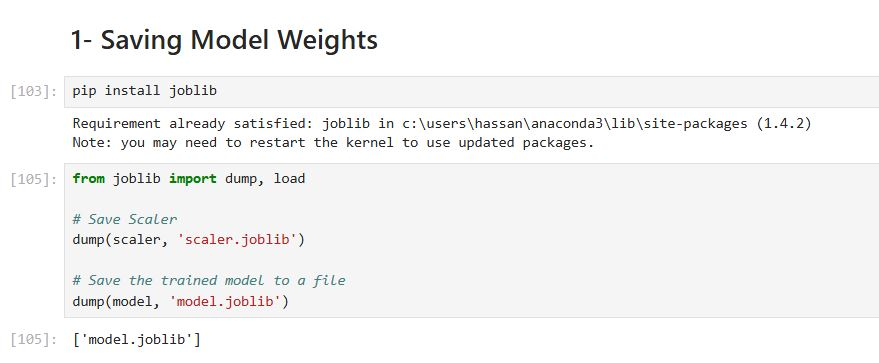 1- Saving Model Weights
[103]: pip install joblib
Requirement already satisfied: joblib in c:\users\hassan\anaconda3\lib\site-packages (1.4.2)
Note: you may need to restart the kernel to use updated packages.
[105]: from joblib import dump, load
# Save Scaler
dump(scaler, 'scaler.joblib')
# Save the trained model to a file
dump(model, 'model.joblib')
[105]: ['model.joblib']